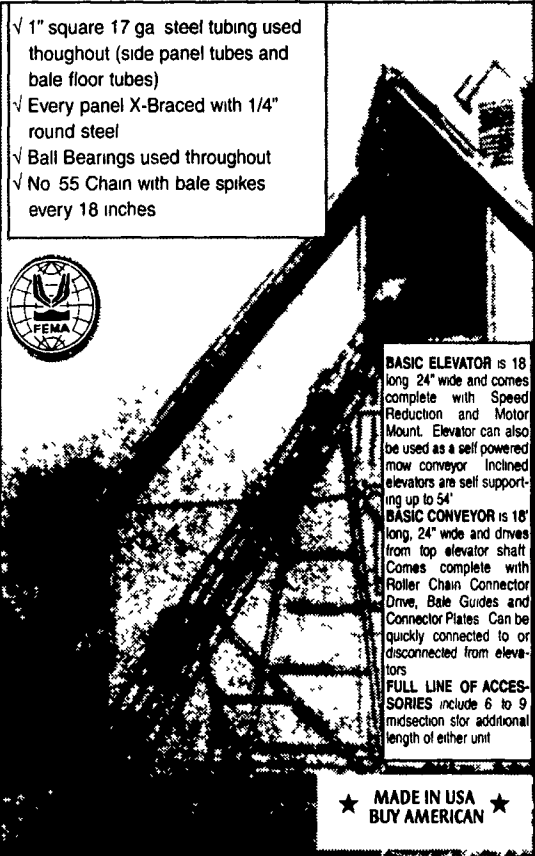 √ 1" square 17 ga steel tubing used
thoughout (side panel tubes and
bale floor tubes)
√ Every panel X-Braced with 1/4"
round steel
√ Ball Bearings used throughout
√ No 55 Chain with bale spikes
every 18 inches
FEMA
BASIC ELEVATOR is 18
long 24" wide and comes
complete with Speed
Reduction and Motor
Mount. Elevator can also
be used as a self powered
mow conveyor Inclined
elevators are self support-
ing up to 54'
BASIC CONVEYOR is 18'
long, 24" wide and drives
from top elevator shaft
Comes complete with
Roller Chain Connector
Drive, Bale Guides and
Connector Plates Can be
quickly connected to or
disconnected from eleva-
tors
FULL LINE OF ACCES-
SORIES include 6 to 9
midsection sfor additional
length of either unit
★ MADE IN USA ★
BUY AMERICAN